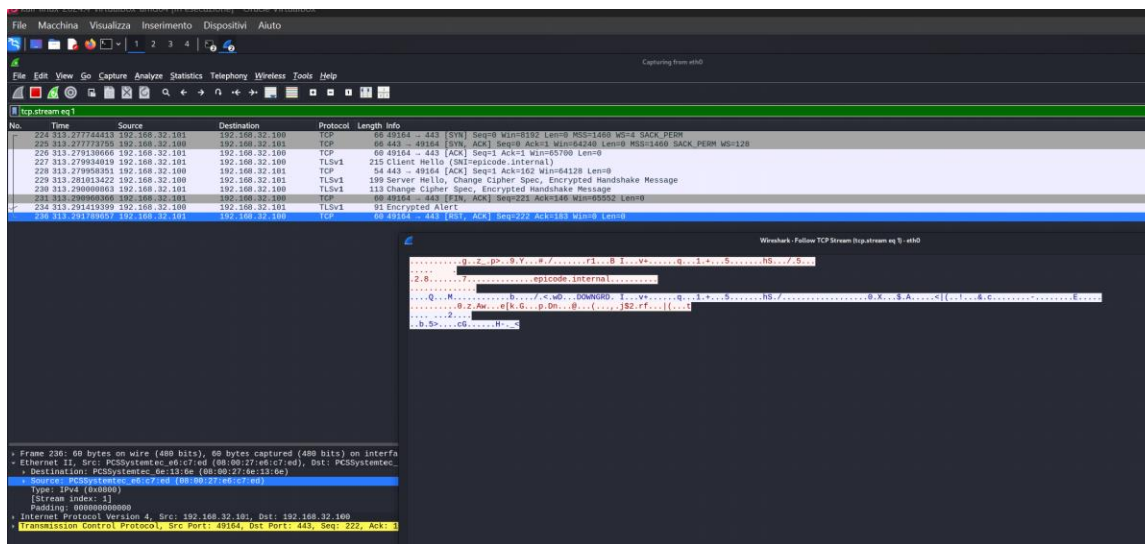 File Macchina Visualizza Inserimento Dispositivi Aiuto
1 2 3 4
Capturing from eth0
File Edit View Go Capture Analyze Statistics Telephony Wireless Tools Help
tcp.stream eq 1
No. Time Source Destination Protocol Length Info
224 313.277744413 192.168.32.101 192.168.32.100 TCP 66 49164 → 443 [SYN] Seq=0 Win=8192 Len=0 MSS=1460 WS=4 SACK_PERM
225 313.277773755 192.168.32.100 192.168.32.101 TCP 66 443 → 49164 [SYN, ACK] Seq=0 Ack=1 Win=64240 Len=0 MSS=1460 SACK_PERM WS=128
226 313.279130666 192.168.32.101 192.168.32.100 TCP 60 49164 → 443 [ACK] Seq=1 Ack=1 Win=65700 Len=0
227 313.279934019 192.168.32.101 192.168.32.100 TLSv1 215 Client Hello (SNI=epicode.internal)
228 313.279958351 192.168.32.100 192.168.32.101 TCP 54 443 → 49164 [ACK] Seq=1 Ack=162 Win=64128 Len=0
229 313.281013422 192.168.32.100 192.168.32.101 TLSv1 199 Server Hello, Change Cipher Spec, Encrypted Handshake Message
230 313.290000863 192.168.32.101 192.168.32.100 TLSv1 113 Change Cipher Spec, Encrypted Handshake Message
231 313.290960366 192.168.32.101 192.168.32.100 TCP 60 49164 → 443 [FIN, ACK] Seq=221 Ack=146 Win=65552 Len=0
234 313.291419399 192.168.32.100 192.168.32.101 TLSv1 91 Encrypted Alert
236 313.291789657 192.168.32.101 192.168.32.100 TCP 60 49164 → 443 [RST, ACK] Seq=222 Ack=183 Win=0 Len=0
Wireshark · Follow TCP Stream (tcp.stream eq 1) · eth0
.2.8.......7................epicode.internal..........
Frame 236: 60 bytes on wire (480 bits), 60 bytes captured (480 bits) on interfa
Ethernet II, Src: PCSSystemtec_e6:c7:ed (08:00:27:e6:c7:ed), Dst: PCSSystemtec_
Destination: PCSSystemtec_6e:13:6e (08:00:27:6e:13:6e)
Source: PCSSystemtec_e6:c7:ed (08:00:27:e6:c7:ed)
Type: IPv4 (0x0800)
[Stream index: 1]
Padding: 000000000000
Internet Protocol Version 4, Src: 192.168.32.101, Dst: 192.168.32.100
Transmission Control Protocol, Src Port: 49164, Dst Port: 443, Seq: 222, Ack: 1